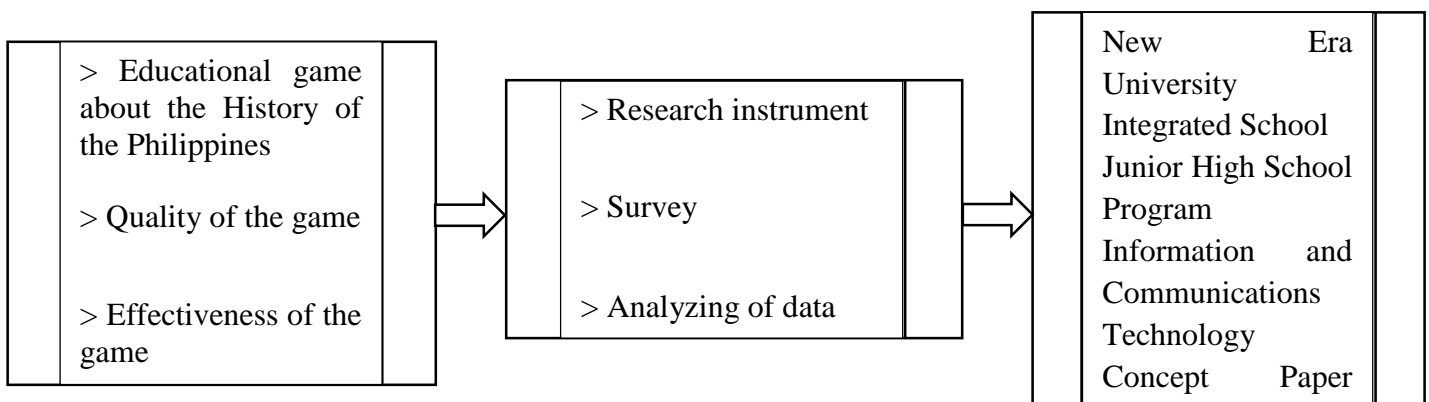 > Educational game
about the History of
the Philippines
> Quality of the game
> Effectiveness of the
game
> Research instrument
> Survey
> Analyzing of data
New Era
University
Integrated School
Junior High School
Program
Information and
Communications
Technology
Concept Paper